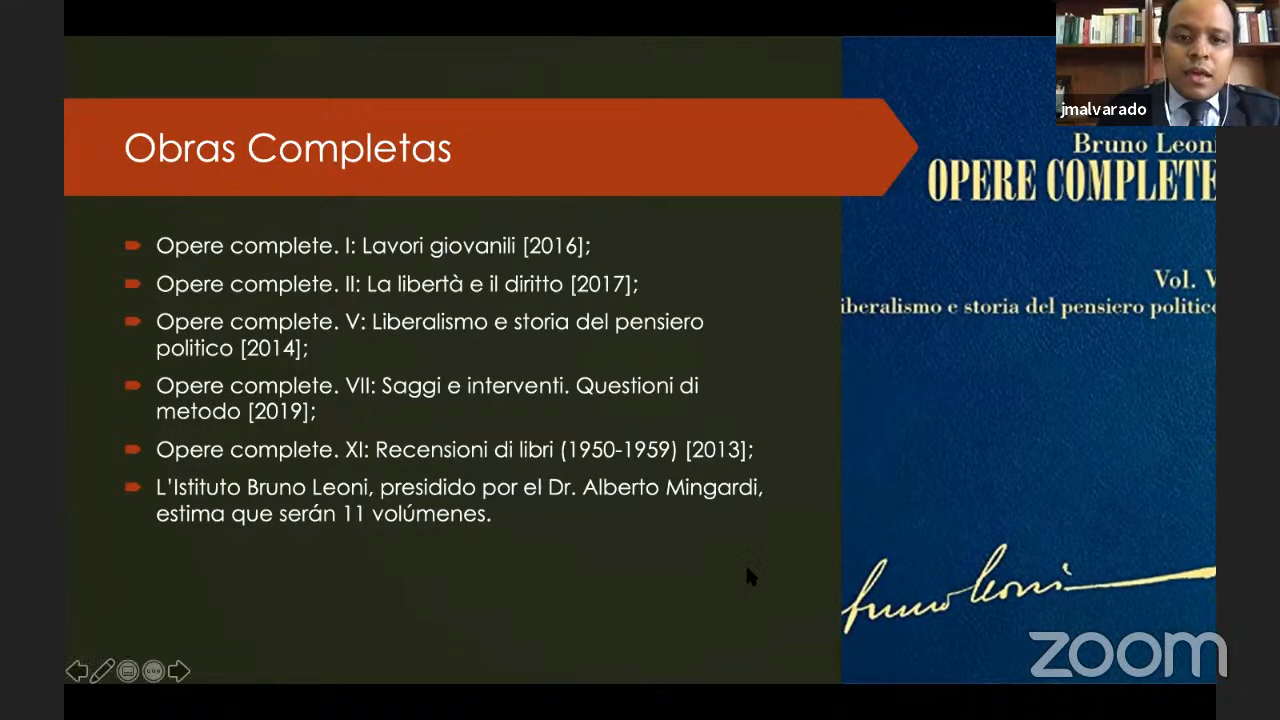 jmalvarado
Obras Completas
Opere complete. I: Lavori giovanili [2016];
Opere complete. II: La libertà e il diritto [2017];
Opere complete. V: Liberalismo e storia del pensiero
politico [2014];
Opere complete. VII: Saggi e interventi. Questioni di
metodo [2019];
Opere complete. XI: Recensioni di libri (1950-1959) [2013];
L'Istituto Bruno Leoni, presidido por el Dr. Alberto Mingardi,
estima que serán 11 volúmenes.
Bruno Leoni
OPERE COMPLETE
Vol. V
iberalismo e storia del pensiero politico
bruno leoni
zoom